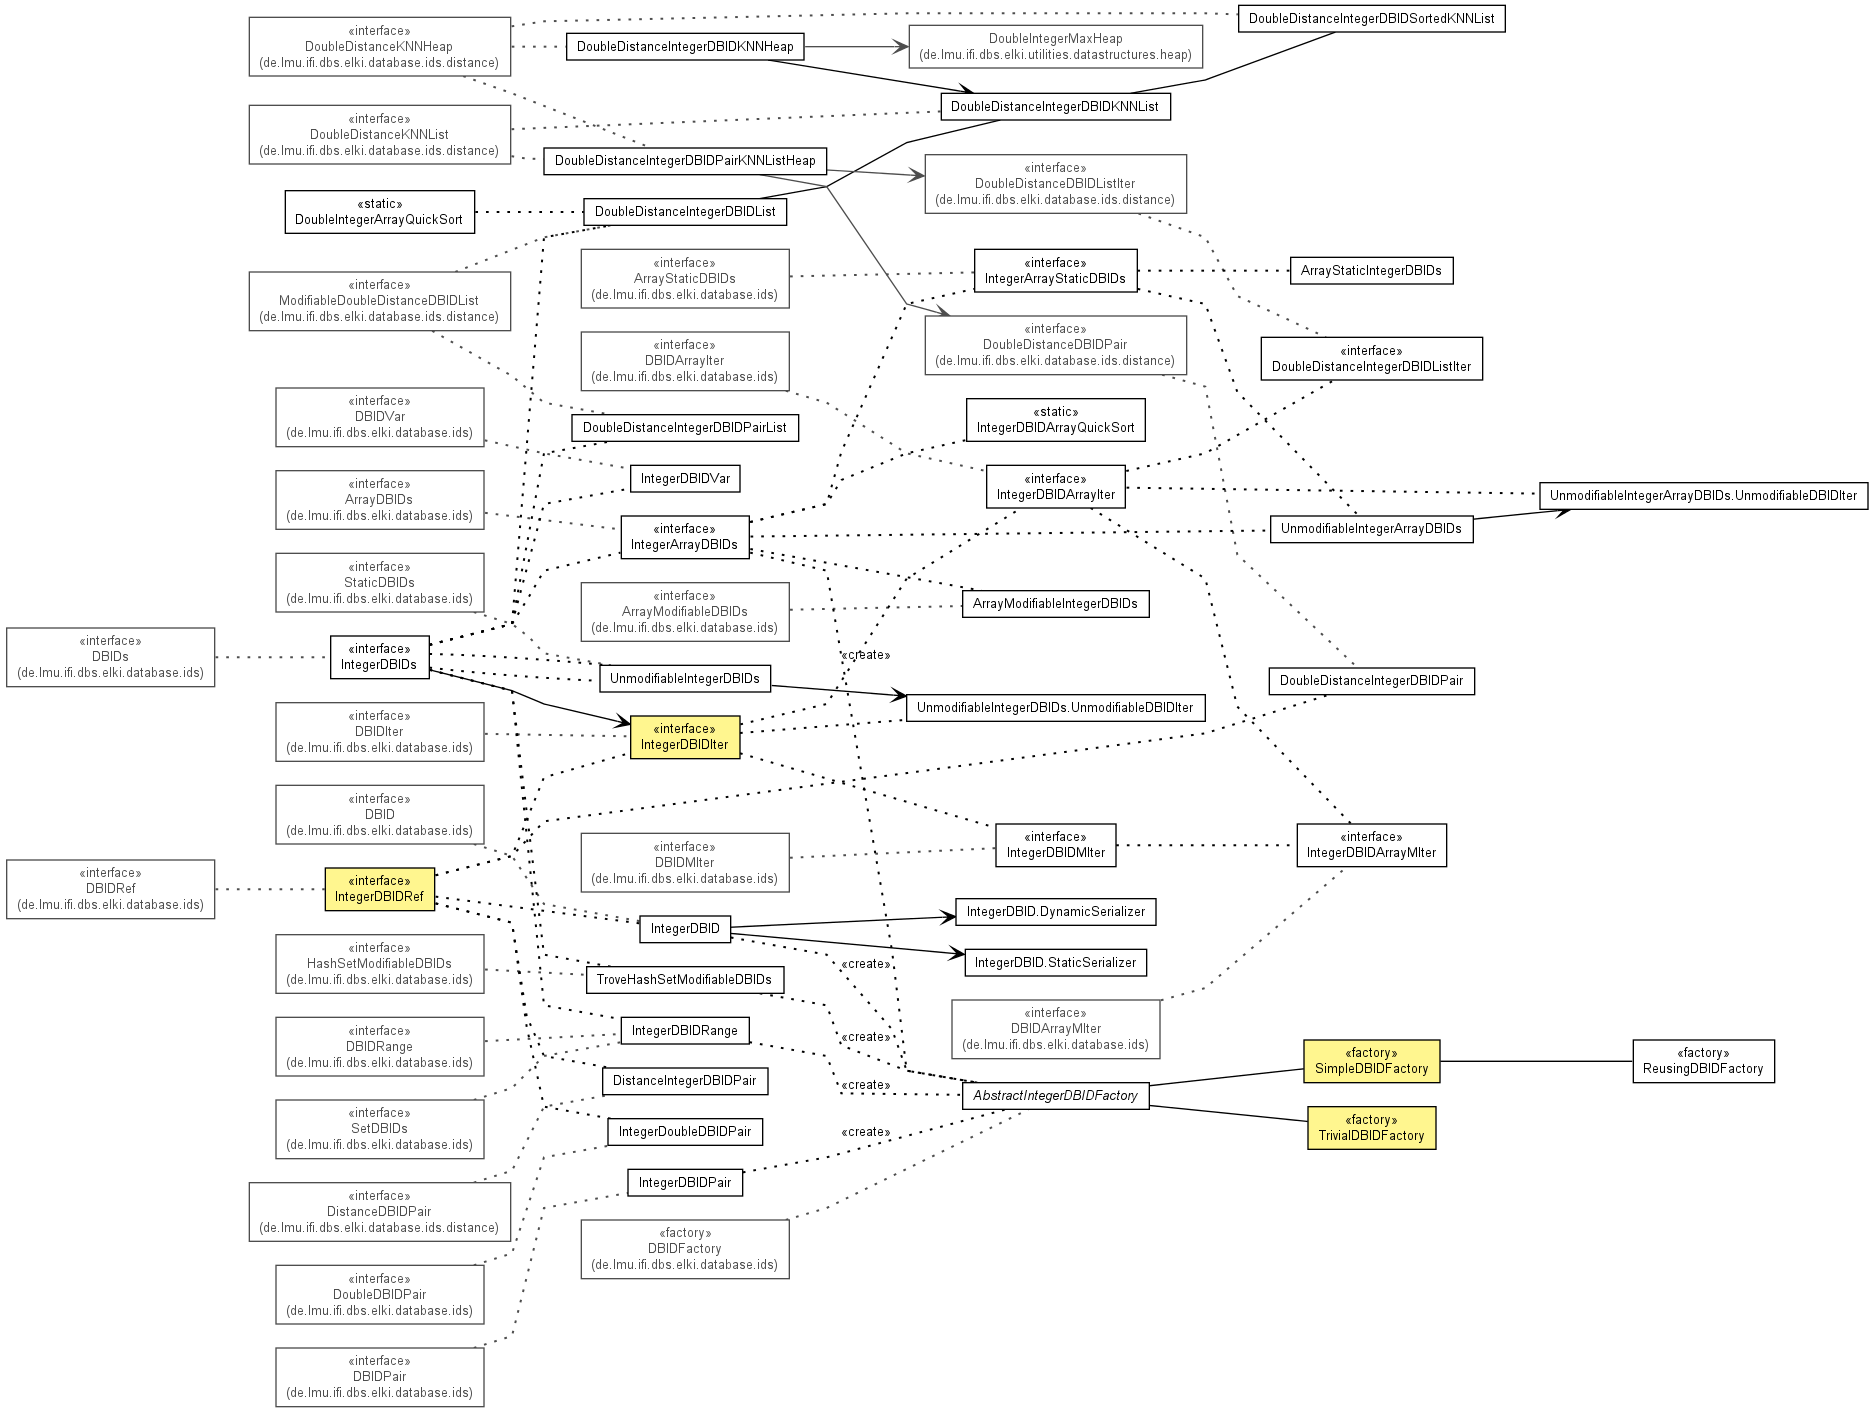 «interface»
DoubleDistanceKNNHeap
(de.lmu.ifi.dbs.elki.database.ids.distance)
DoubleDistanceIntegerDBIDKNNHeap
DoubleIntegerMaxHeap
(de.lmu.ifi.dbs.elki.utilities.datastructures.heap)
DoubleDistanceIntegerDBIDSortedKNNList
«interface»
DoubleDistanceKNNList
(de.lmu.ifi.dbs.elki.database.ids.distance)
DoubleDistanceIntegerDBIDKNNList
DoubleDistanceIntegerDBIDPairKNNListHeap
«interface»
DoubleDistanceDBIDListIter
(de.lmu.ifi.dbs.elki.database.ids.distance)
«static»
DoubleIntegerArrayQuickSort
DoubleDistanceIntegerDBIDList
«interface»
ModifiableDoubleDistanceDBIDList
(de.lmu.ifi.dbs.elki.database.ids.distance)
«interface»
ArrayStaticDBIDs
(de.lmu.ifi.dbs.elki.database.ids)
«interface»
IntegerArrayStaticDBIDs
ArrayStaticIntegerDBIDs
«interface»
DBIDArrayIter
(de.lmu.ifi.dbs.elki.database.ids)
«interface»
DoubleDistanceDBIDPair
(de.lmu.ifi.dbs.elki.database.ids.distance)
«interface»
DoubleDistanceIntegerDBIDListIter
«interface»
DBIDVar
(de.lmu.ifi.dbs.elki.database.ids)
DoubleDistanceIntegerDBIDPairList
«static»
IntegerDBIDArrayQuickSort
IntegerDBIDVar
«interface»
IntegerDBIDArrayIter
UnmodifiableIntegerArrayDBIDs.UnmodifiableDBIDIter
«interface»
ArrayDBIDs
(de.lmu.ifi.dbs.elki.database.ids)
«interface»
IntegerArrayDBIDs
UnmodifiableIntegerArrayDBIDs
«interface»
StaticDBIDs
(de.lmu.ifi.dbs.elki.database.ids)
«interface»
ArrayModifiableDBIDs
(de.lmu.ifi.dbs.elki.database.ids)
ArrayModifiableIntegerDBIDs
«interface»
DBIDs
(de.lmu.ifi.dbs.elki.database.ids)
«interface»
IntegerDBIDs
«create»
UnmodifiableIntegerDBIDs
UnmodifiableIntegerDBIDs.UnmodifiableDBIDIter
DoubleDistanceIntegerDBIDPair
«interface»
DBIDIter
(de.lmu.ifi.dbs.elki.database.ids)
«interface»
IntegerDBIDIter
«interface»
DBID
(de.lmu.ifi.dbs.elki.database.ids)
«interface»
DBIDMIter
(de.lmu.ifi.dbs.elki.database.ids)
«interface»
IntegerDBIDMIter
«interface»
IntegerDBIDArrayMIter
«interface»
DBIDRef
(de.lmu.ifi.dbs.elki.database.ids)
«interface»
IntegerDBIDRef
IntegerDBID
IntegerDBID.DynamicSerializer
IntegerDBID.StaticSerializer
«interface»
HashSetModifiableDBIDs
(de.lmu.ifi.dbs.elki.database.ids)
TroveHashSetModifiableDBIDs
«create»
«interface»
DBIDArrayMIter
(de.lmu.ifi.dbs.elki.database.ids)
«interface»
DBIDRange
(de.lmu.ifi.dbs.elki.database.ids)
IntegerDBIDRange
«create»
«factory»
SimpleDBIDFactory
«factory»
ReusingDBIDFactory
DistanceIntegerDBIDPair
«create»
AbstractIntegerDBIDFactory
«interface»
SetDBIDs
(de.lmu.ifi.dbs.elki.database.ids)
IntegerDoubleDBIDPair
«create»
«factory»
TrivialDBIDFactory
IntegerDBIDPair
«interface»
DistanceDBIDPair
(de.lmu.ifi.dbs.elki.database.ids.distance)
«factory»
DBIDFactory
(de.lmu.ifi.dbs.elki.database.ids)
«interface»
DoubleDBIDPair
(de.lmu.ifi.dbs.elki.database.ids)
«interface»
DBIDPair
(de.lmu.ifi.dbs.elki.database.ids)